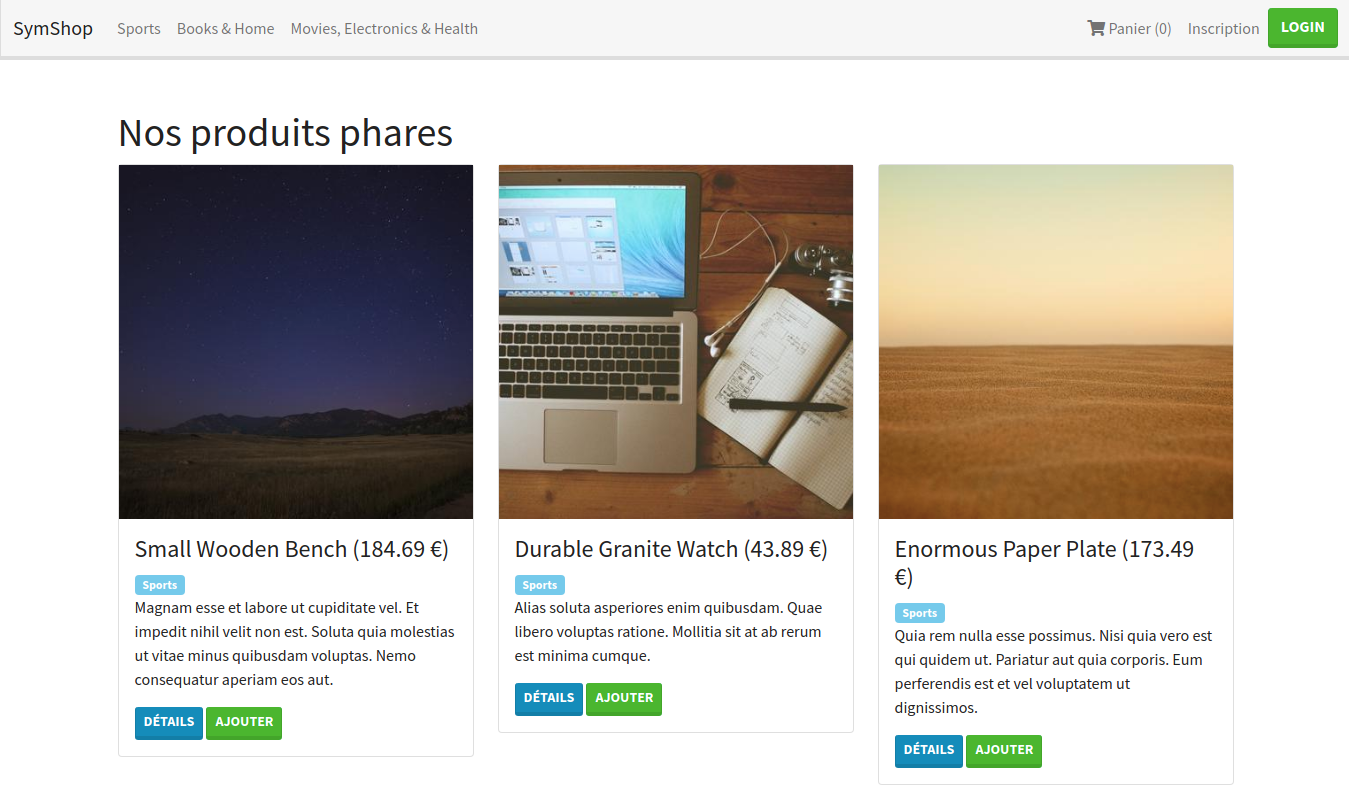 SymShop Sports Books & Home Movies, Electronics & Health Panier (0) Inscription LOGIN
Nos produits phares
Small Wooden Bench (184.69 €)
Sports
Magnam esse et labore ut cupiditate vel. Et
impedit nihil velit non est. Soluta quia molestias
ut vitae minus quibusdam voluptas. Nemo
consequatur aperiam eos aut.
DÉTAILS AJOUTER
Durable Granite Watch (43.89 €)
Sports
Alias soluta asperiores enim quibusdam. Quae
libero voluptas ratione. Mollitia sit at ab rerum
est minima cumque.
DÉTAILS AJOUTER
Enormous Paper Plate (173.49
€)
Sports
Quia rem nulla esse possimus. Nisi quia vero est
qui quidem ut. Pariatur aut quia corporis. Eum
perferendis est et vel voluptatem ut
dignissimos.
DÉTAILS AJOUTER